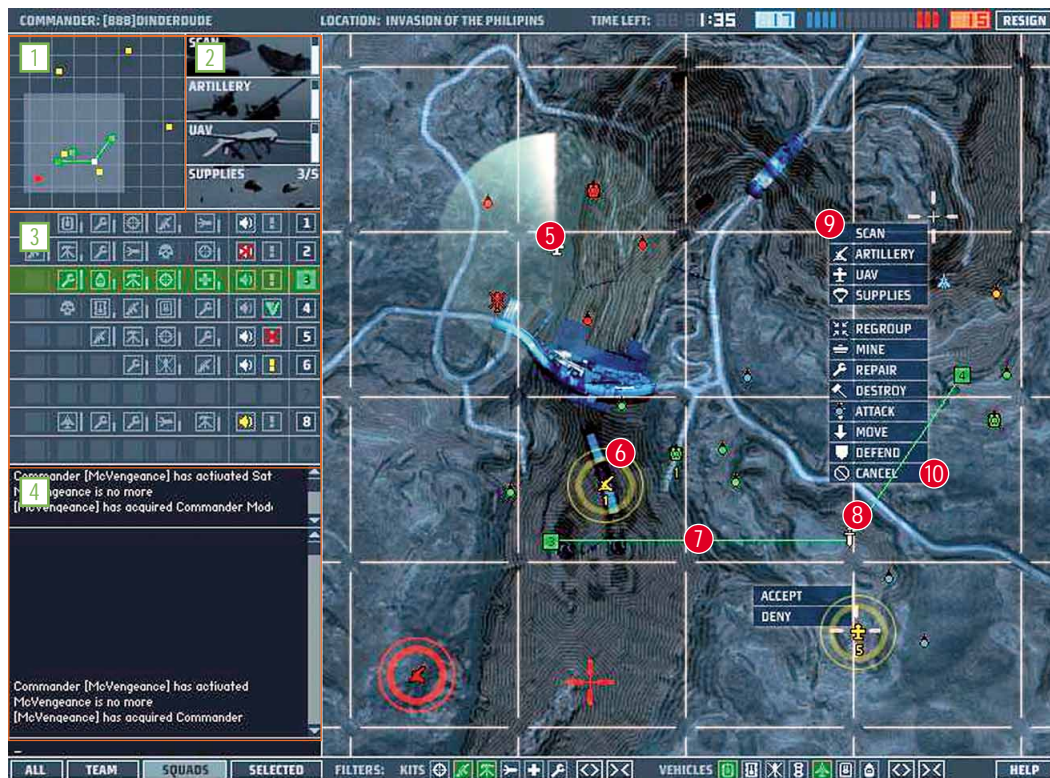 COMMANDER: [BBB]DINDERDUDE
LOCATION: INVASION OF THE PHILIPINS
TIME LEFT: 1:35
17
15
RESIGN
1
2
SCAN
ARTILLERY
UAV
SUPPLIES 3/5
3
1
2
3
4
5
6
8
4
Commander [McVengeance] has activated Sat
McVengeance is no more
[McVengeance] has acquired Commander Mod
Commander [McVengeance] has activated
McVengeance is no more
[McVengeance] has acquired Commander
5
9
SCAN
ARTILLERY
UAV
SUPPLIES
REGROUP
MINE
REPAIR
DESTROY
ATTACK
MOVE
DEFEND
CANCEL
10
4
6
1
1
8
3
7
ACCEPT
DENY
5
ALL
TEAM
SQUADS
SELECTED
FILTERS:
KITS
VEHICLES
HELP